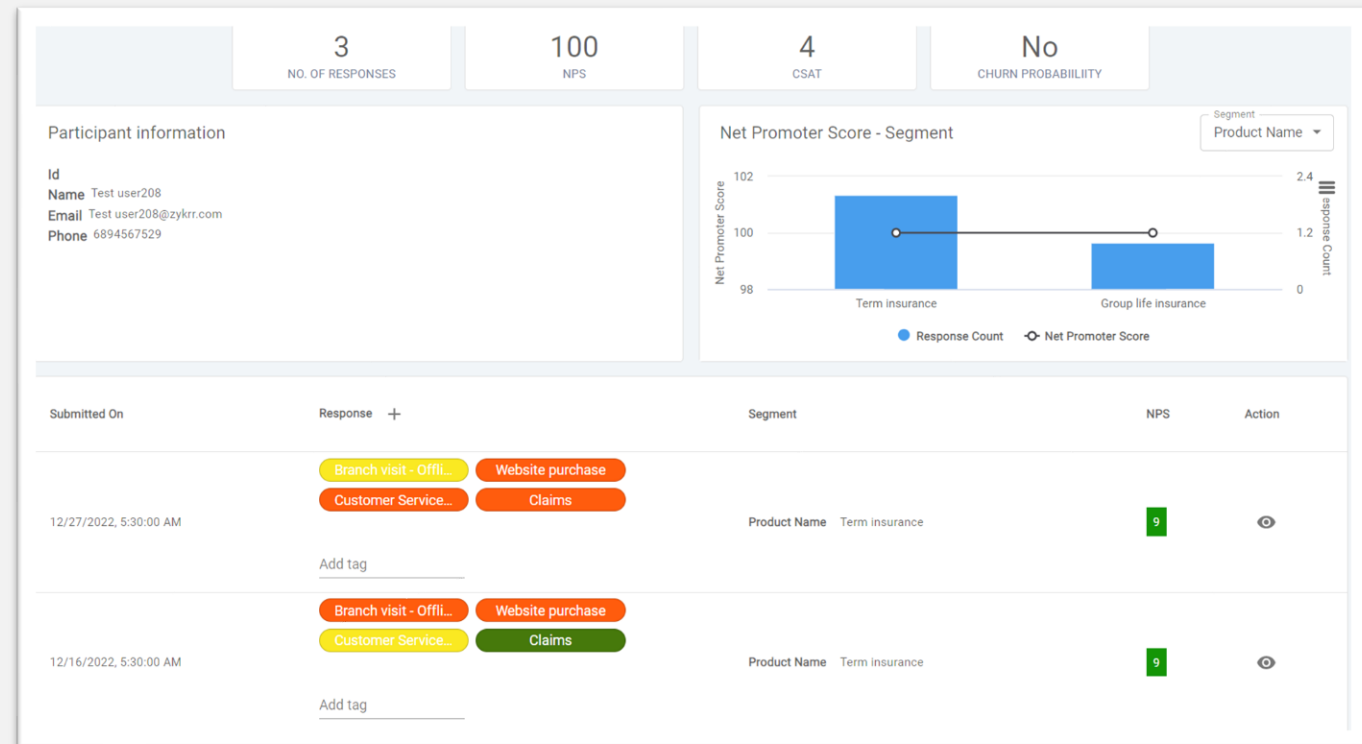 3
NO. OF RESPONSES
100
NPS
4
CSAT
No
CHURN PROBABIILIITY
Participant information
Id
Name Test user208
Email Test user208@zykrr.com
Phone 6894567529
Net Promoter Score - Segment
Segment
Product Name
Net Promoter Score
102
100
98
2.4
1.2
0
esponse Count
Term insurance
Group life insurance
Response Count
Net Promoter Score
Submitted On
Response +
Segment
NPS
Action
Branch visit - Offli...
Website purchase
Customer Service...
Claims
12/27/2022, 5:30:00 AM
Product Name Term insurance
9
Add tag
Branch visit - Offli...
Website purchase
Customer Service...
Claims
12/16/2022, 5:30:00 AM
Product Name Term insurance
9
Add tag